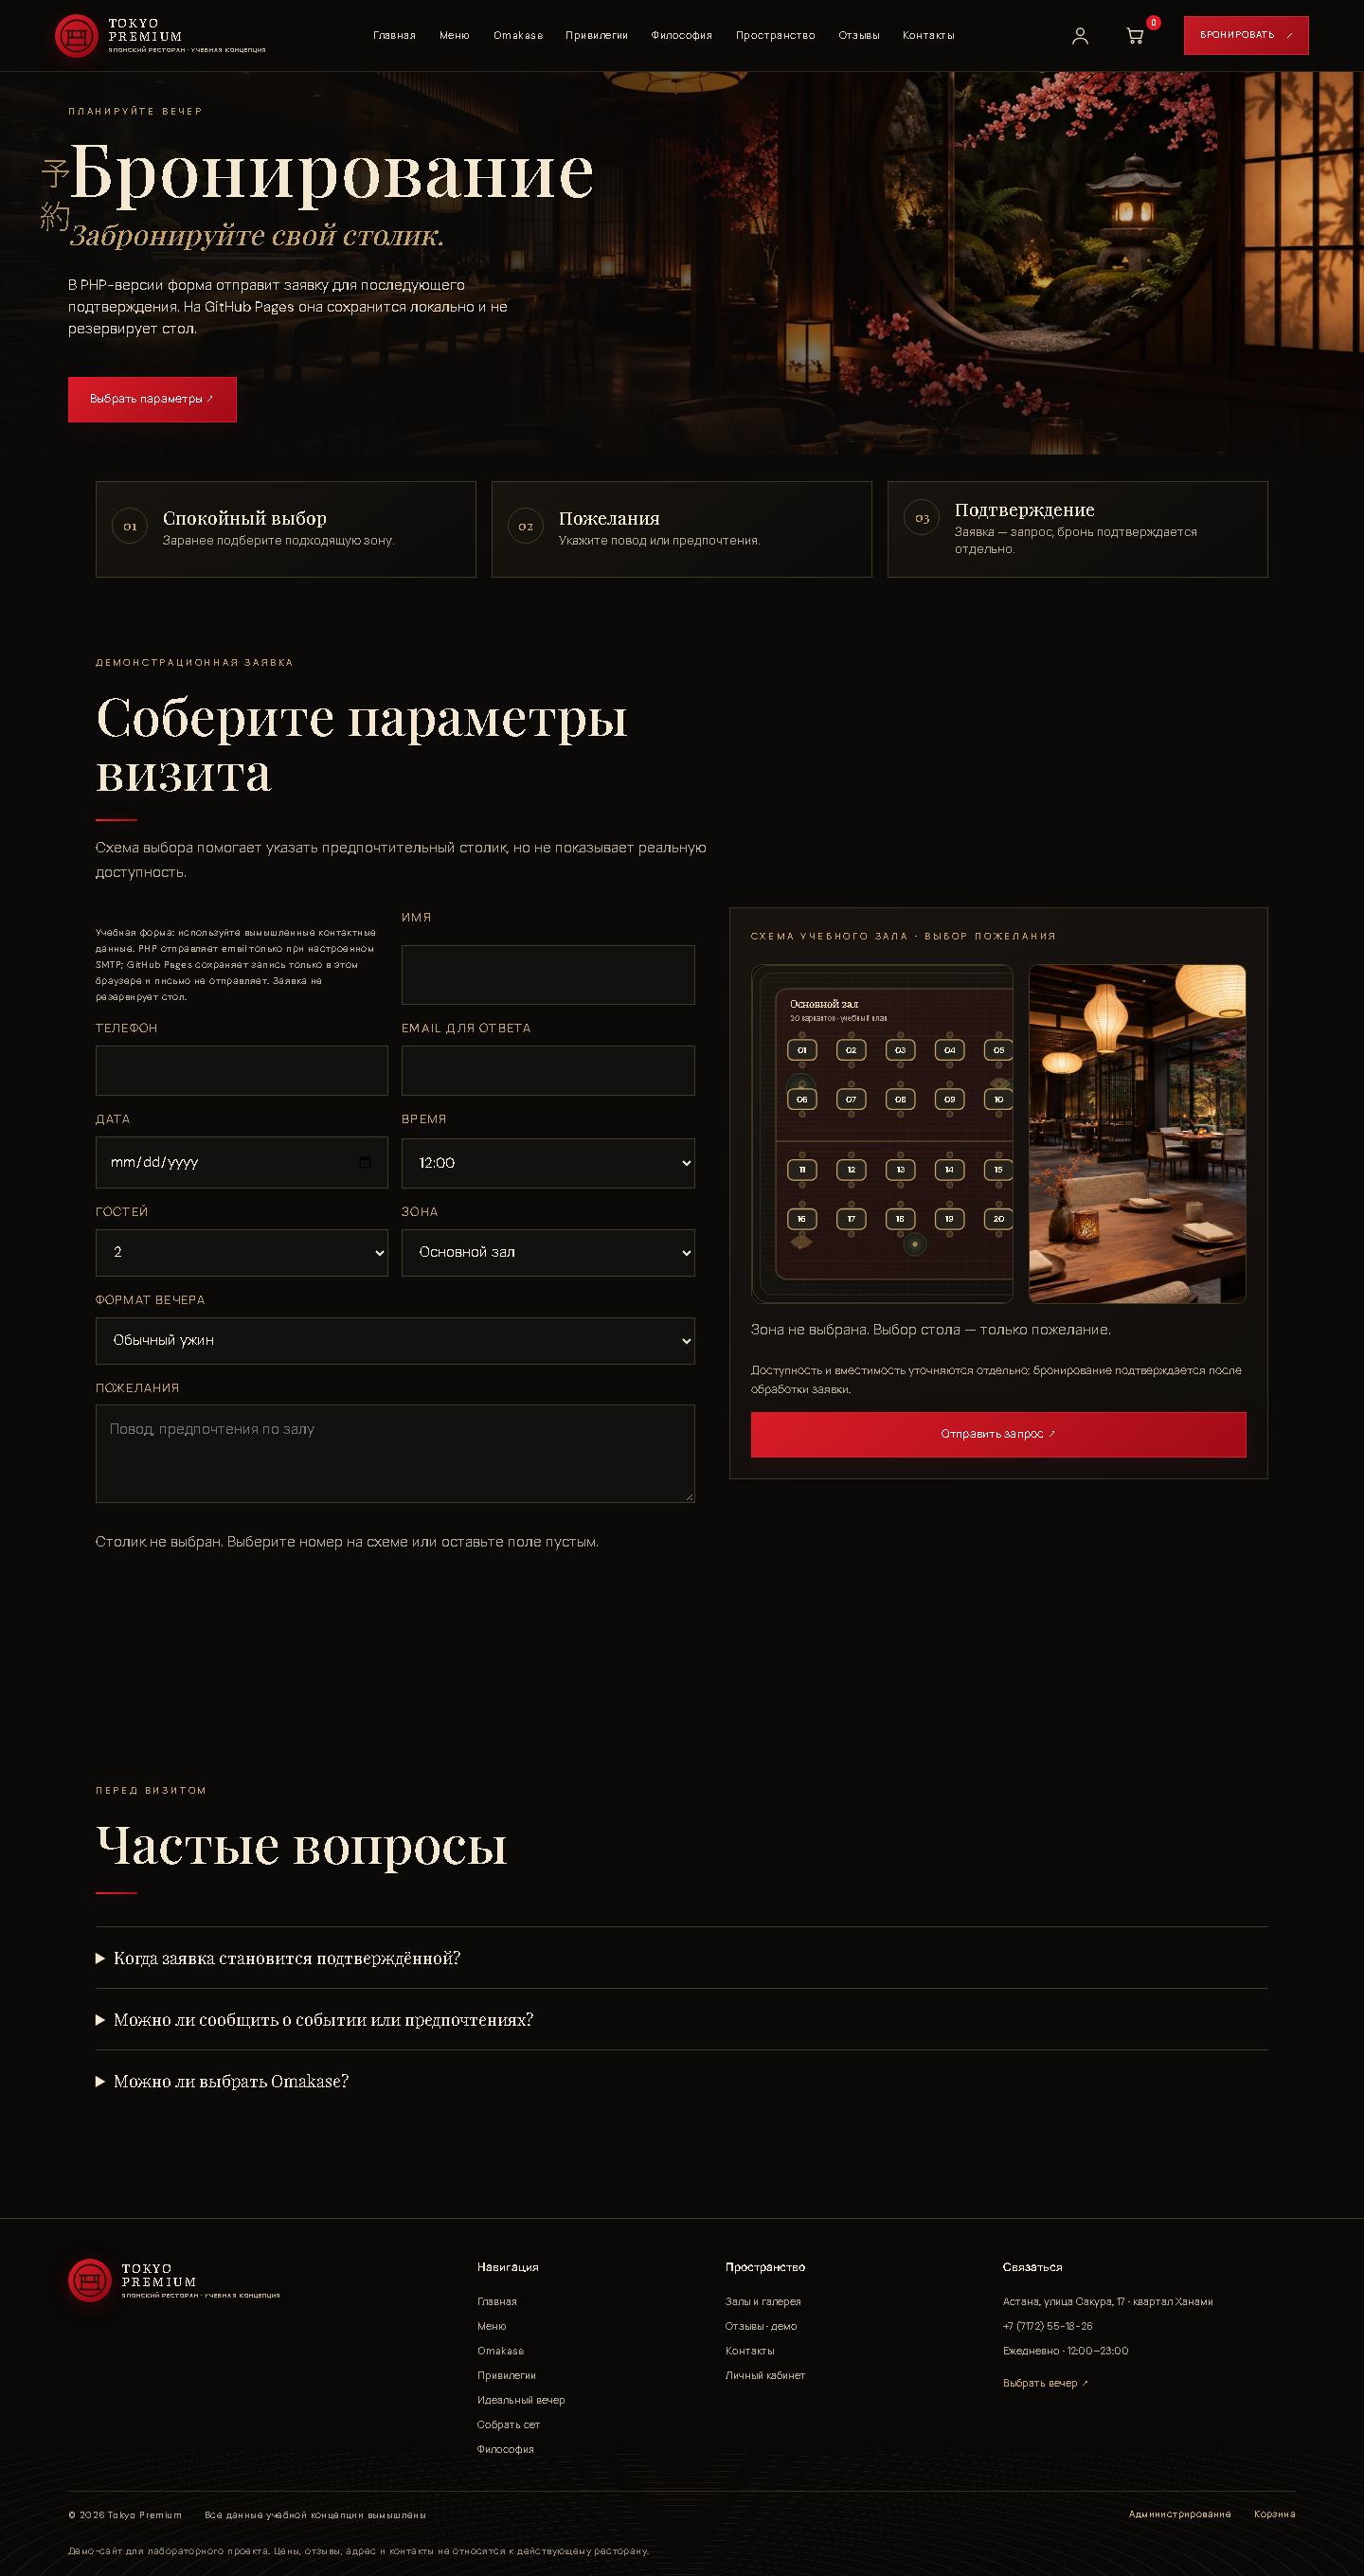 TOKYO
PREMIUM
ЯПОНСКИЙ РЕСТОРАН · УЧЕБНАЯ КОНЦЕПЦИЯ
Главная
Меню
Omakase
Привилегии
Философия
Пространство
Отзывы
Контакты
0
БРОНИРОВАТЬ ↗
ПЛАНИРУЙТЕ ВЕЧЕР
予約
Бронирование
Забронируйте свой столик.
В PHP-версии форма отправит заявку для последующего
подтверждения. На GitHub Pages она сохранится локально и не
резервирует стол.
Выбрать параметры ↗
01
Спокойный выбор
Заранее подберите подходящую зону.
02
Пожелания
Укажите повод или предпочтения.
03
Подтверждение
Заявка — запрос; бронь подтверждается
отдельно.
ДЕМОНСТРАЦИОННАЯ ЗАЯВКА
Соберите параметры
визита
Схема выбора помогает указать предпочтительный столик, но не показывает реальную
доступность.
Учебная форма: используйте вымышленные контактные
данные. PHP отправляет email только при настроенном
SMTP; GitHub Pages сохраняет запись только в этом
браузере и письмо не отправляет. Заявка не
резервирует стол.
ИМЯ
ТЕЛЕФОН
EMAIL ДЛЯ ОТВЕТА
ДАТА
mm/dd/yyyy
ВРЕМЯ
12:00
ГОСТЕЙ
2
ЗОНА
Основной зал
ФОРМАТ ВЕЧЕРА
Обычный ужин
ПОЖЕЛАНИЯ
Повод, предпочтения по залу
Столик не выбран. Выберите номер на схеме или оставьте поле пустым.
СХЕМА УЧЕБНОГО ЗАЛА · ВЫБОР ПОЖЕЛАНИЯ
Основной зал
20 вариантов · учебный план
01 02 03 04 05
06 07 08 09 10
11 12 13 14 15
16 17 18 19 20
Зона не выбрана. Выбор стола — только пожелание.
Доступность и вместимость уточняются отдельно; бронирование подтверждается после
обработки заявки.
Отправить запрос ↗
ПЕРЕД ВИЗИТОМ
Частые вопросы
Когда заявка становится подтверждённой?
Можно ли сообщить о событии или предпочтениях?
Можно ли выбрать Omakase?
TOKYO
PREMIUM
ЯПОНСКИЙ РЕСТОРАН · УЧЕБНАЯ КОНЦЕПЦИЯ
Навигация
Главная
Меню
Omakase
Привилегии
Идеальный вечер
Собрать сет
Философия
Пространство
Залы и галерея
Отзывы · демо
Контакты
Личный кабинет
Связаться
Астана, улица Сакура, 17 · квартал Ханами
+7 (7172) 55-18-26
Ежедневно · 12:00–23:00
Выбрать вечер ↗
© 2026 Tokyo Premium
Все данные учебной концепции вымышлены
Администрирование
Корзина
Демо-сайт для лабораторного проекта. Цены, отзывы, адрес и контакты не относятся к действующему ресторану.